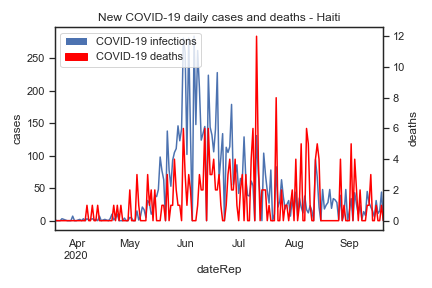 New COVID-19 daily cases and deaths - Haiti
COVID-19 infections
COVID-19 deaths
250
200
150
100
50
0
cases
12
10
8
6
4
2
0
deaths
Apr
2020
May
Jun
Jul
Aug
Sep
dateRep